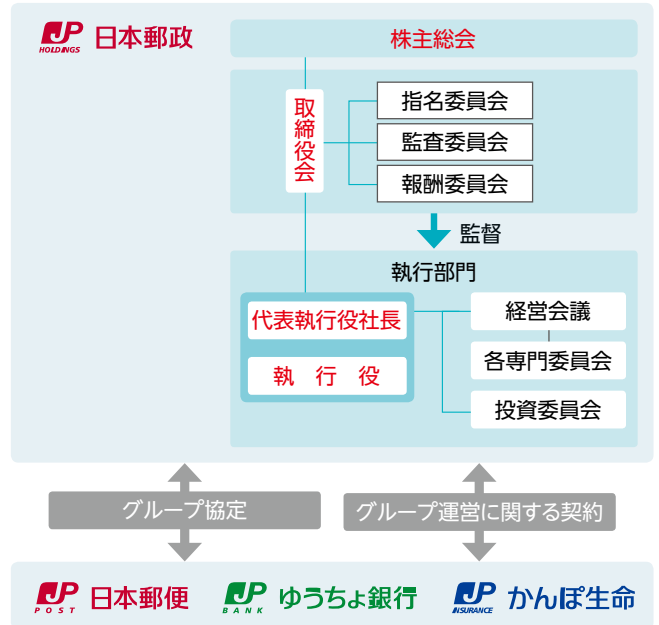 JP
HOLDINGS
日本郵政
株主総会
取締役会
指名委員会
監査委員会
報酬委員会
監督
執行部門
代表執行役社長
執 行 役
経営会議
各専門委員会
投資委員会
グループ協定
グループ運営に関する契約
JP
POST
日本郵便
JP
BANK
ゆうちょ銀行
JP
INSURANCE
かんぽ生命